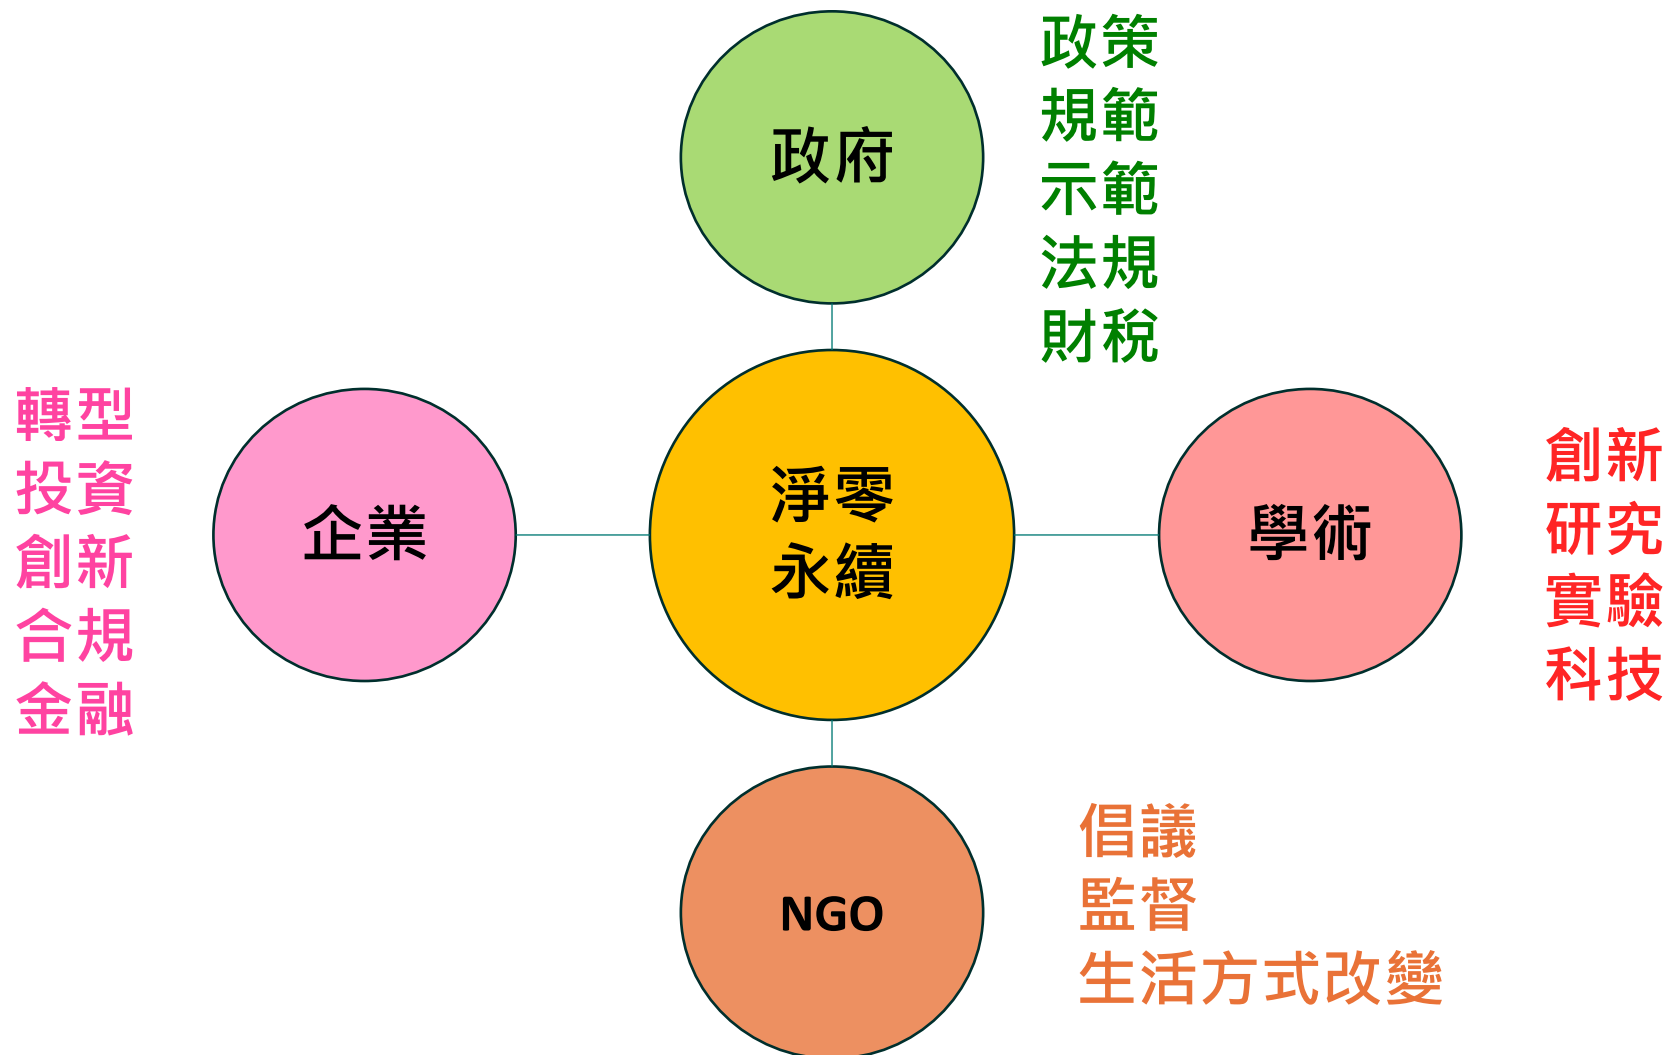 政府
政策
規範
示範
法規
財稅
轉型
投資
創新
合規
金融
企業
淨零
永續
學術
創新
研究
實驗
科技
NGO
倡議
監督
生活方式改變